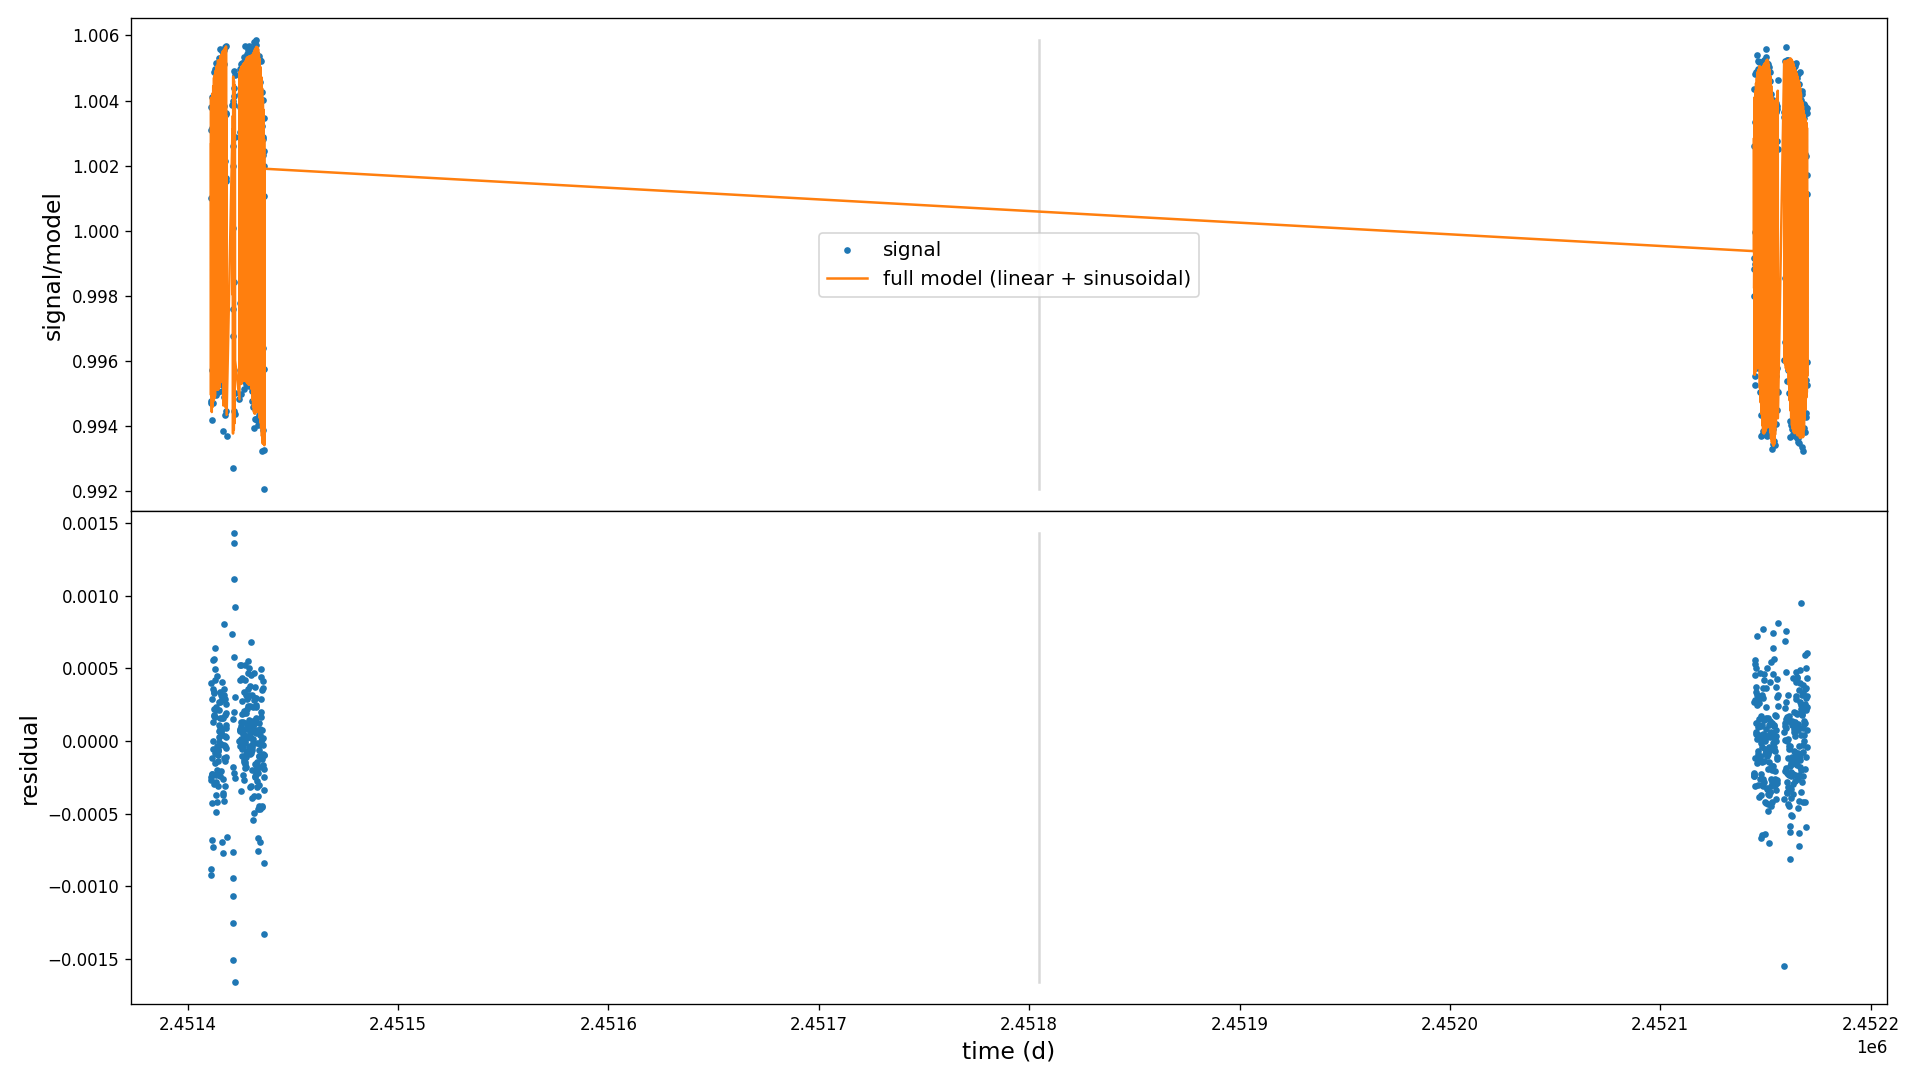 1.006
1.004
1.002
1.000
0.998
0.996
0.994
0.992
signal/model
signal
full model (linear + sinusoidal)
0.0015
0.0010
0.0005
0.0000
−0.0005
−0.0010
−0.0015
residual
2.4514 2.4515 2.4516 2.4517 2.4518 2.4519 2.4520 2.4521 2.4522
time (d)
1e6